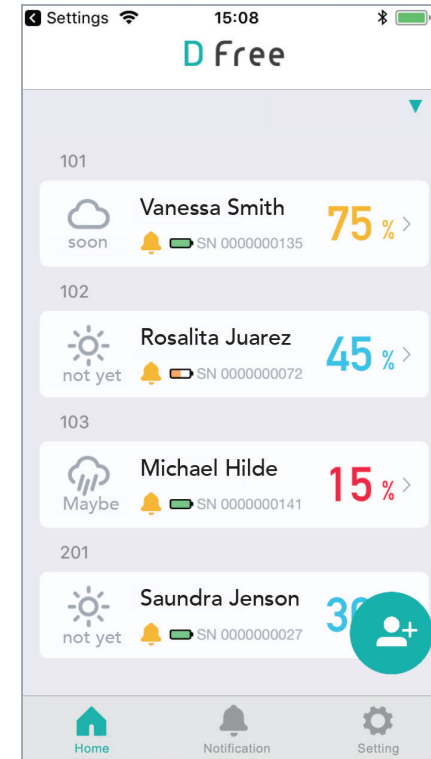 Settings 15:08
D Free
101
Vanessa Smith
75 %
soon
SN 0000000135
102
Rosalita Juarez
45 %
not yet
SN 0000000072
103
Michael Hilde
15 %
Maybe
SN 0000000141
201
Saundra Jenson
not yet
SN 0000000027
Home Notification Setting